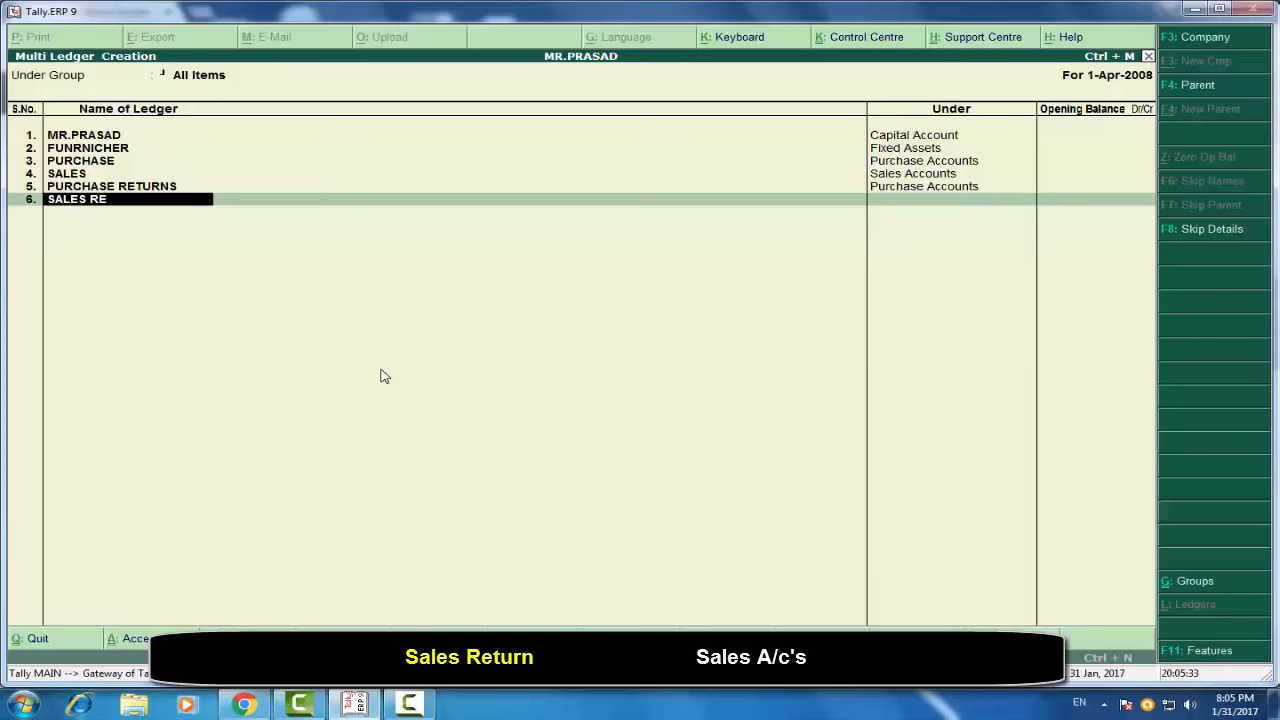 Tally.ERP 9
P: Print E: Export M: E-Mail O: Upload G: Language K: Keyboard K: Control Centre H: Support Centre H: Help
Multi Ledger Creation MR.PRASAD Ctrl + M
Under Group : All Items For 1-Apr-2008
S.No. Name of Ledger Under Opening Balance Dr/Cr
1. MR.PRASAD Capital Account
2. FUNRNICHER Fixed Assets
3. PURCHASE Purchase Accounts
4. SALES Sales Accounts
5. PURCHASE RETURNS Purchase Accounts
6. SALES RE
F3: Company
F3: New Cmp
F4: Parent
F4: New Parent
Z: Zero Op Bal
F6: Skip Names
F7: Skip Parent
F8: Skip Details
G: Groups
L: Ledgers
F11: Features
Q: Quit A: Acce
Sales Return Sales A/c's
Ctrl + N
Tally MAIN --> Gateway of Ta 31 Jan, 2017 20:05:33
EN 8:05 PM
1/31/2017